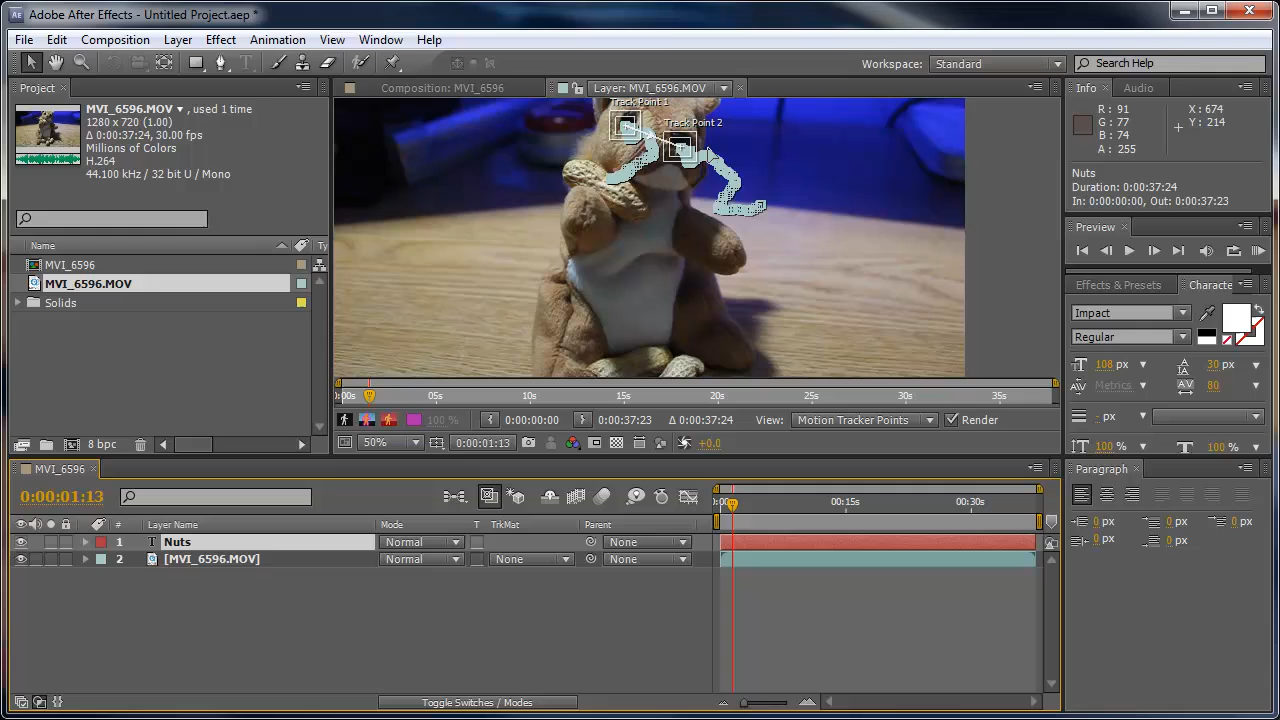 Adobe After Effects - Untitled Project.aep *
File Edit Composition Layer Effect Animation View Window Help
Workspace: Standard Search Help
Project
Composition: MVI_6596
Layer: MVI_6596.MOV
Info Audio
MVI_6596.MOV ▼ , used 1 time
1280 x 720 (1.00)
Δ 0:00:37:24, 30.00 fps
Millions of Colors
H.264
44.100 kHz / 32 bit U / Mono
Track Point 1
Track Point 2
R : 91
G : 77
B : 74
A : 255
X : 674
Y : 214
Nuts
Duration: 0:00:37:24
In: 0:00:00:00, Out: 0:00:37:23
Preview
Name Ty
MVI_6596
MVI_6596.MOV
Solids
Effects & Presets Characte
Impact
Regular
108 px 30 px
Metrics 80
- px
100 % 100 %
:00s 05s 10s 15s 20s 25s 30s 35s
100 % 0:00:00:00 0:00:37:23 Δ 0:00:37:24 View: Motion Tracker Points Render
50% 0:00:01:13 +0.0
8 bpc
MVI_6596
Paragraph
0:00:01:13
:00s 00:15s 00:30s
# Layer Name Mode T TrkMat Parent
1 T Nuts Normal None
2 [MVI_6596.MOV] Normal None None
0 px 0 px 0 px
0 px 0 px
Toggle Switches / Modes